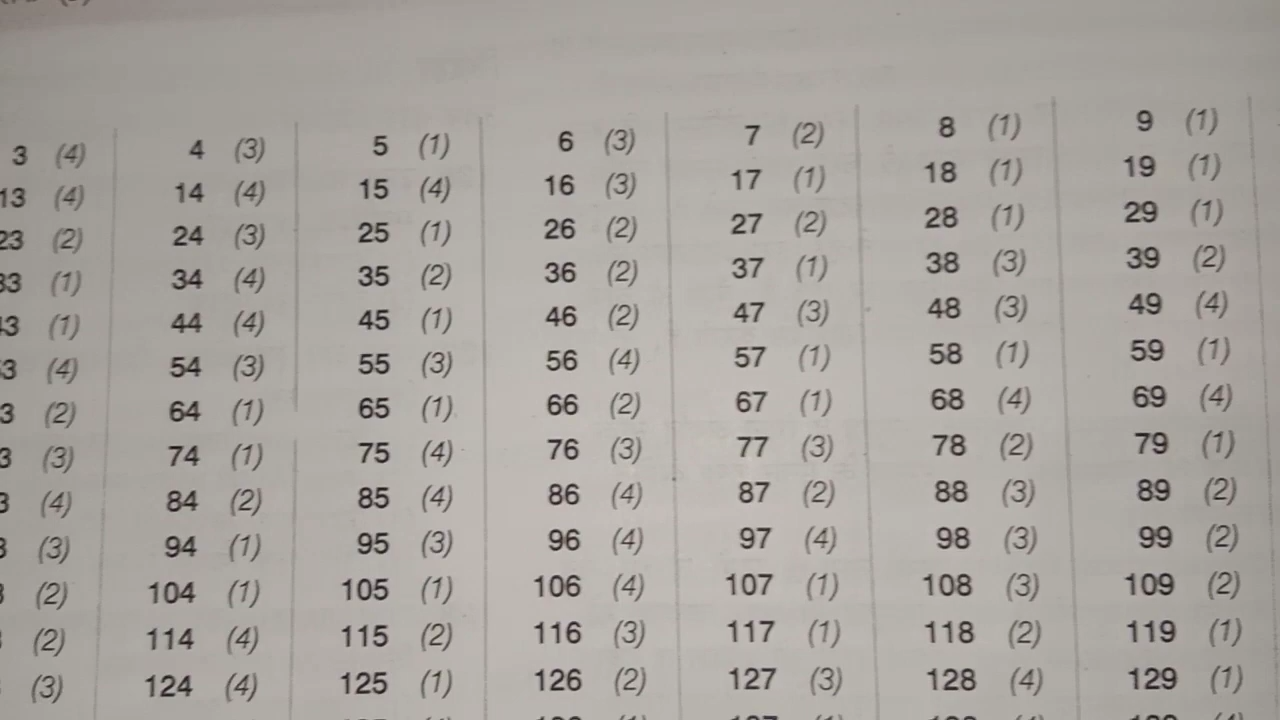 3 (4) 4 (3) 5 (1) 6 (3) 7 (2) 8 (1) 9 (1)
13 (4) 14 (4) 15 (4) 16 (3) 17 (1) 18 (1) 19 (1)
23 (2) 24 (3) 25 (1) 26 (2) 27 (2) 28 (1) 29 (1)
33 (1) 34 (4) 35 (2) 36 (2) 37 (1) 38 (3) 39 (2)
(1) 44 (4) 45 (1) 46 (2) 47 (3) 48 (3) 49 (4)
(4) 54 (3) 55 (3) 56 (4) 57 (1) 58 (1) 59 (1)
(2) 64 (1) 65 (1) 66 (2) 67 (1) 68 (4) 69 (4)
(3) 74 (1) 75 (4) 76 (3) 77 (3) 78 (2) 79 (1)
(4) 84 (2) 85 (4) 86 (4) 87 (2) 88 (3) 89 (2)
(3) 94 (1) 95 (3) 96 (4) 97 (4) 98 (3) 99 (2)
(2) 104 (1) 105 (1) 106 (4) 107 (1) 108 (3) 109 (2)
(2) 114 (4) 115 (2) 116 (3) 117 (1) 118 (2) 119 (1)
(3) 124 (4) 125 (1) 126 (2) 127 (3) 128 (4) 129 (1)